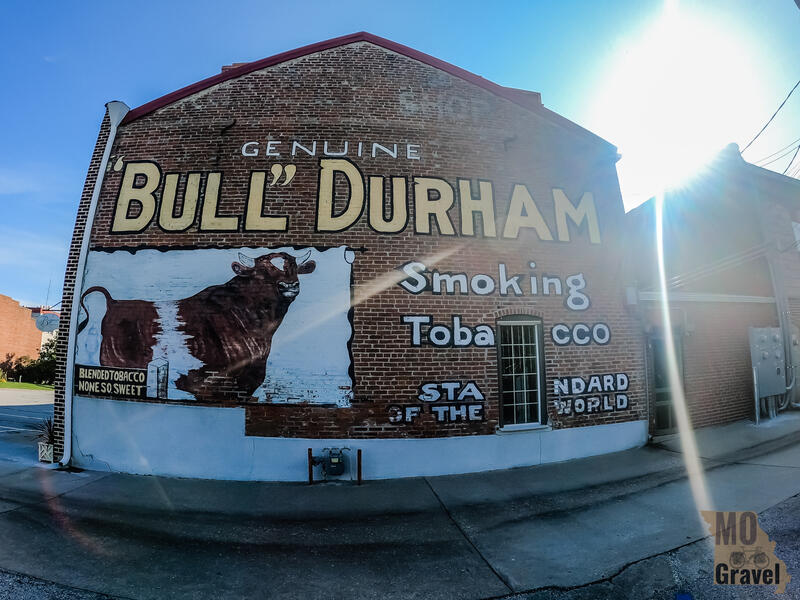 GENUINE
"BULL" DURHAM
Smoking
Toba cco
STA NDARD
OF THE WORLD
BLENDED TOBACCO
NONE SO SWEET
MO
Gravel